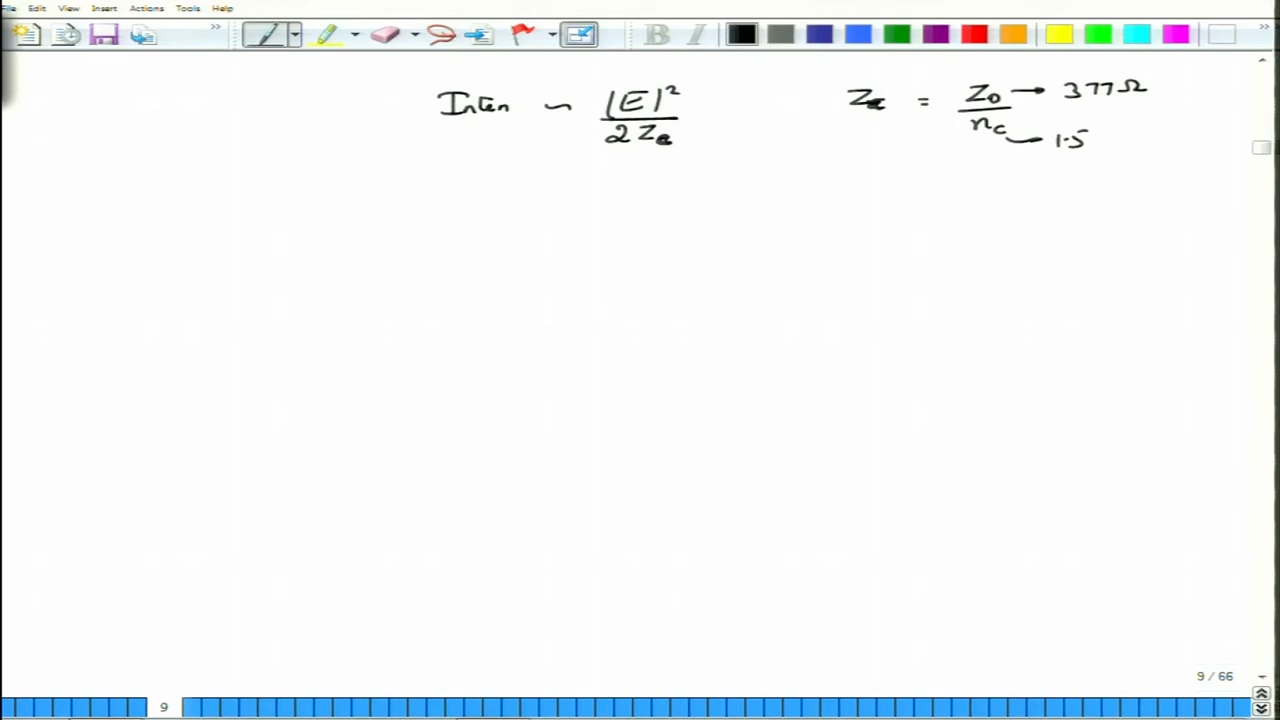 File Edit View Insert Actions Tools Help
B I
Inten ~ |E|² / 2Zc
Zc = Z0 / nc
→ 377Ω
1.5
9 / 66
9